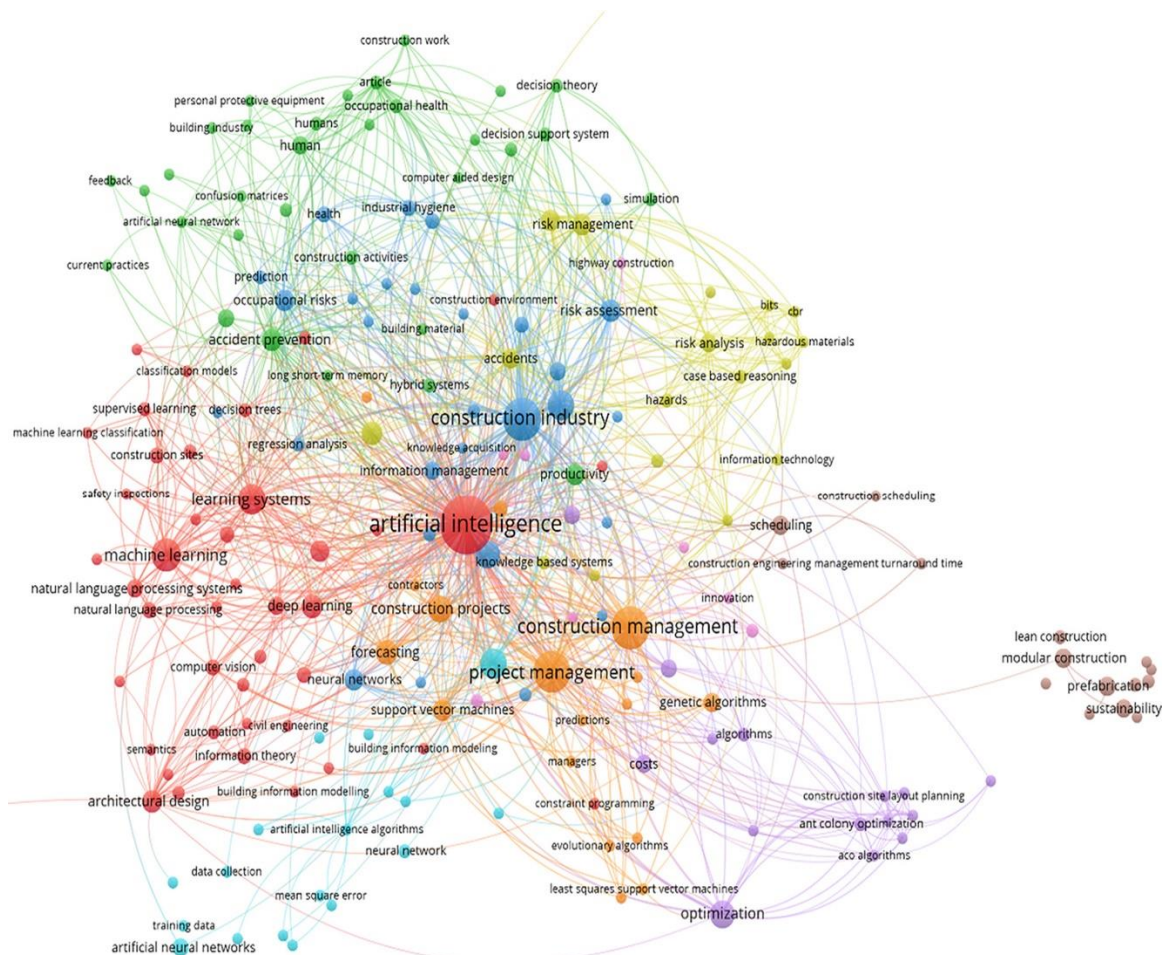 construction work
article
decision theory
personal protective equipment
occupational health
building industry
humans
decision support system
human
feedback
computer aided design
confusion matrices
simulation
health
industrial hygiene
artificial neural network
risk management
construction activities
current practices
highway construction
prediction
occupational risks
construction environment
risk assessment
bits
cbr
building material
accident prevention
risk analysis
hazardous materials
accidents
classification models
long short-term memory
case based reasoning
hybrid systems
hazards
supervised learning
decision trees
construction industry
machine learning classification
regression analysis
knowledge acquisition
construction sites
information management
productivity
information technology
safety inspections
learning systems
construction scheduling
artificial intelligence
scheduling
machine learning
knowledge based systems
construction engineering management
turnaround time
natural language processing systems
contractors
innovation
natural language processing
deep learning
construction projects
construction management
lean construction
forecasting
modular construction
computer vision
project management
neural networks
prefabrication
support vector machines
genetic algorithms
sustainability
automation
civil engineering
predictions
algorithms
semantics
information theory
building information modeling
managers
costs
building information modelling
architectural design
constraint programming
construction site layout planning
artificial intelligence algorithms
ant colony optimization
neural network
evolutionary algorithms
aco algorithms
data collection
mean square error
least squares support vector machines
optimization
training data
artificial neural networks